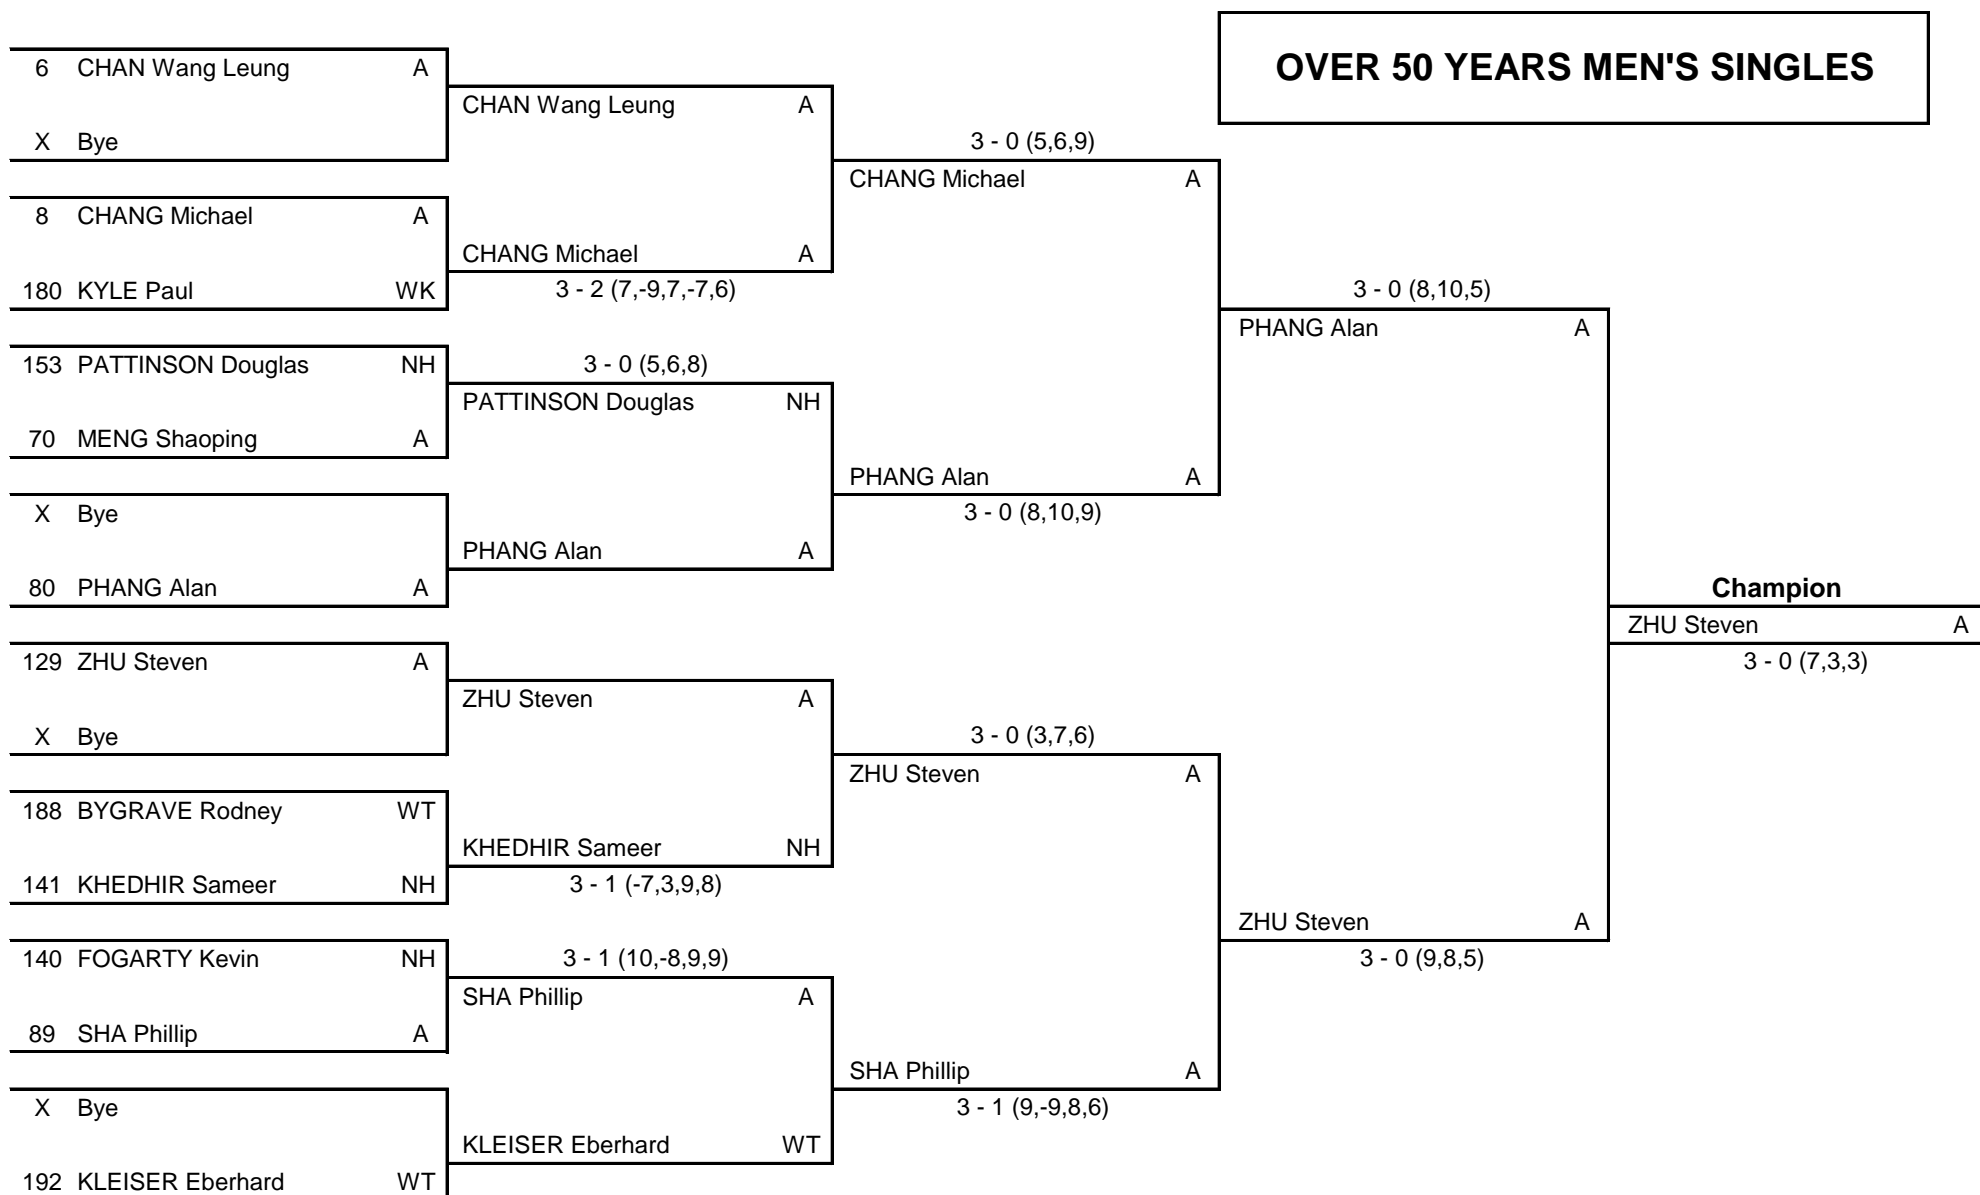 OVER 50 YEARS MEN'S SINGLES
6 CHAN Wang Leung A
X Bye
8 CHANG Michael A
180 KYLE Paul WK
153 PATTINSON Douglas NH
70 MENG Shaoping A
X Bye
80 PHANG Alan A
129 ZHU Steven A
X Bye
188 BYGRAVE Rodney WT
141 KHEDHIR Sameer NH
140 FOGARTY Kevin NH
89 SHA Phillip A
X Bye
192 KLEISER Eberhard WT
CHAN Wang Leung A
CHANG Michael A
3 - 2 (7,-9,7,-7,6)
3 - 0 (5,6,8)
PATTINSON Douglas NH
PHANG Alan A
ZHU Steven A
KHEDHIR Sameer NH
3 - 1 (-7,3,9,8)
3 - 1 (10,-8,9,9)
SHA Phillip A
KLEISER Eberhard WT
3 - 0 (5,6,9)
CHANG Michael A
PHANG Alan A
3 - 0 (8,10,9)
3 - 0 (3,7,6)
ZHU Steven A
SHA Phillip A
3 - 1 (9,-9,8,6)
3 - 0 (8,10,5)
PHANG Alan A
ZHU Steven A
3 - 0 (9,8,5)
Champion
ZHU Steven A
3 - 0 (7,3,3)